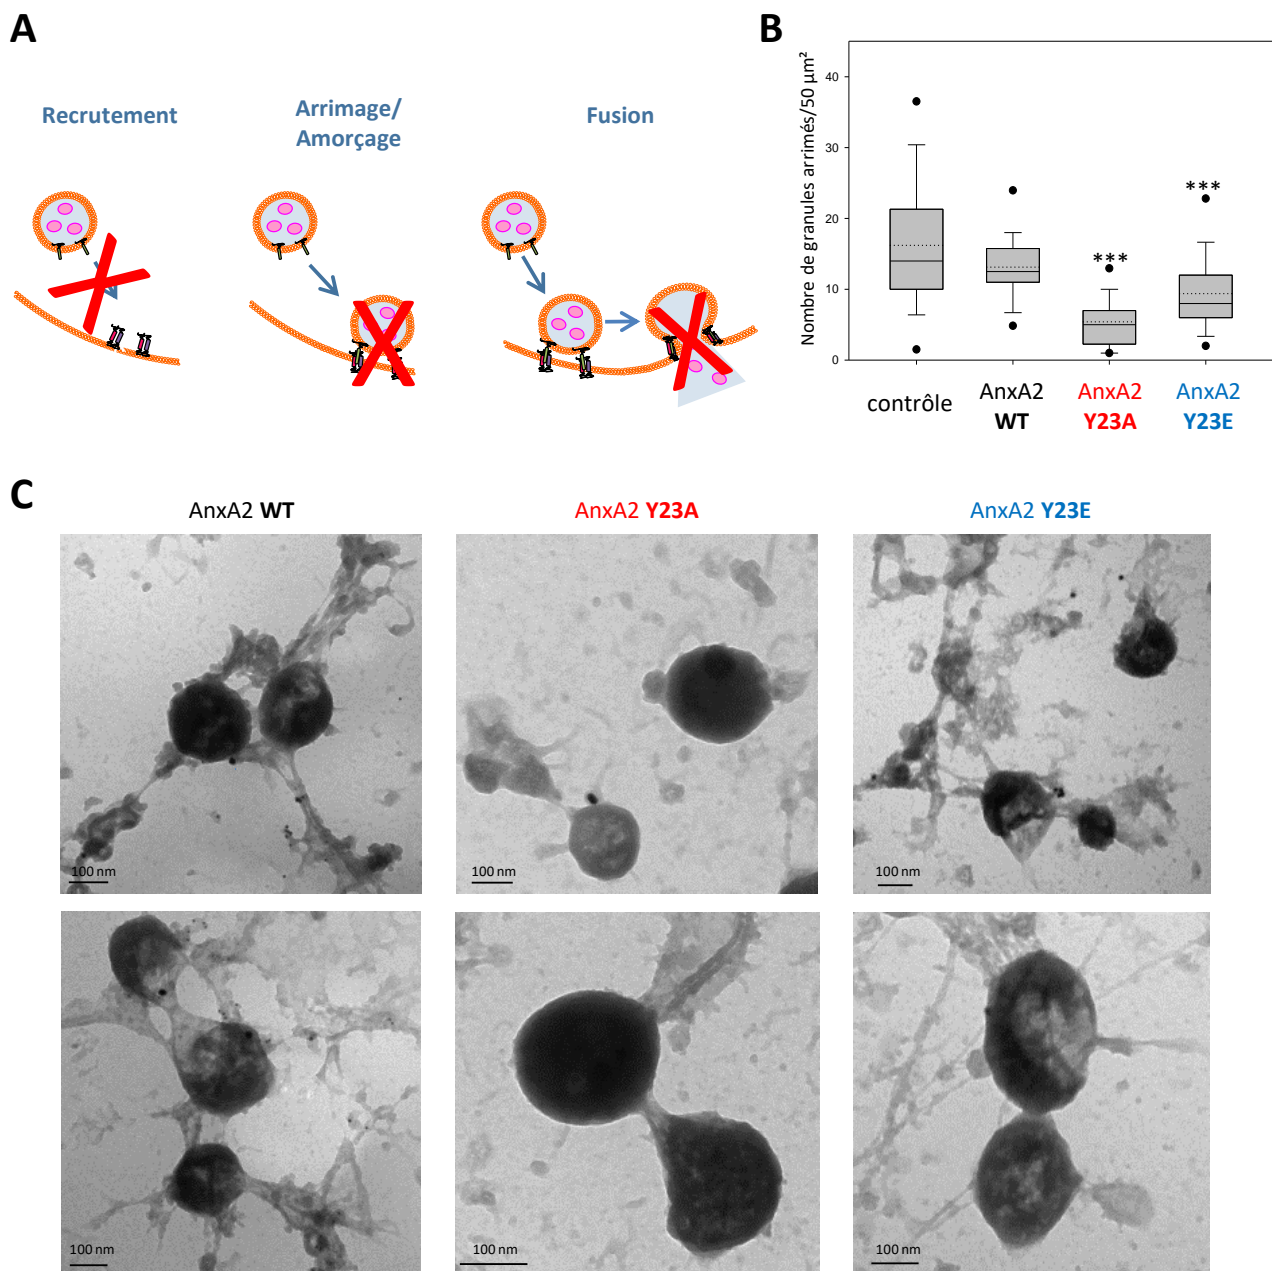 A
Recrutement
Arrimage/
Amorçage
Fusion
B
Nombre de granules arrimés/50 µm²
40
30
20
10
0
***
***
contrôle
AnxA2
WT
AnxA2
Y23A
AnxA2
Y23E
C
AnxA2 WT
AnxA2 Y23A
AnxA2 Y23E
100 nm
100 nm
100 nm
100 nm
100 nm
100 nm